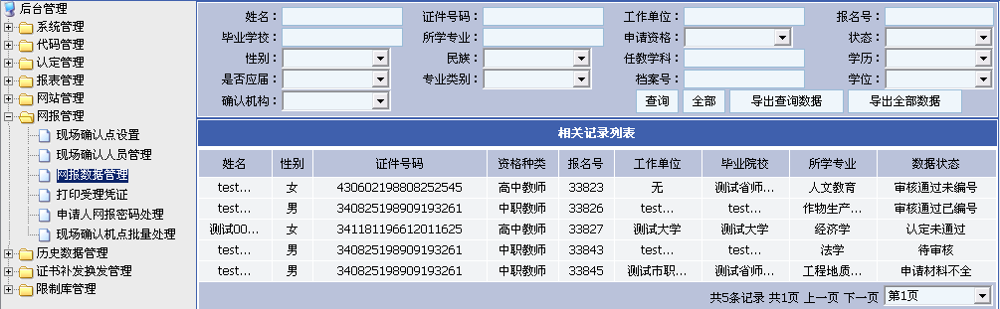 后台管理
系统管理
代码管理
认定管理
报表管理
网站管理
网报管理
现场确认点设置
现场确认人员管理
网报数据管理
打印受理凭证
申请人网报密码处理
现场确认机点批量处理
历史数据管理
证书补发换发管理
限制库管理
姓名： 证件号码： 工作单位： 报名号：
毕业学校： 所学专业： 申请资格： 状态：
性别： 民族： 任教学科： 学历：
是否应届： 专业类别： 档案号： 学位：
确认机构： 查询 全部 导出查询数据 导出全部数据
相关记录列表
姓名 性别 证件号码 资格种类 报名号 工作单位 毕业院校 所学专业 数据状态
test... 女 430602198808252545 高中教师 33823 无 测试省师... 人文教育 审核通过未编号
test... 男 340825198909193261 中职教师 33826 test... test... 作物生产... 审核通过已编号
测试00... 女 341181196612011625 高中教师 33827 测试大学 测试大学 经济学 认定未通过
test... 男 340825198909193261 中职教师 33843 test... test... 法学 待审核
test... 男 340825198909193261 中职教师 33845 测试市职... 测试省师... 工程地质... 申请材料不全
共5条记录 共1页 上一页 下一页 第1页